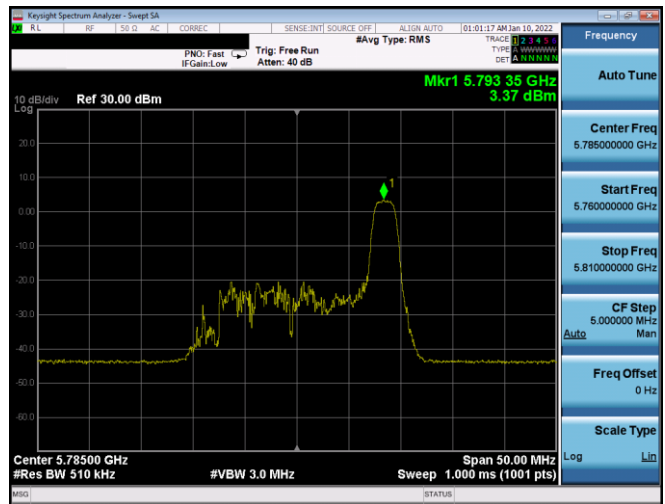 Keysight Spectrum Analyzer - Swept SA
RL RF 50 Ω AC CORREC SENSE:INT SOURCE OFF ALIGN AUTO 01:01:17 AM Jan 10, 2022
#Avg Type: RMS
TRACE 1 2 3 4 5 6
TYPE A WWWWW
DET A N N N N N
PNO: Fast Trig: Free Run
IFGain:Low Atten: 40 dB
Mkr1 5.793 35 GHz
3.37 dBm
10 dB/div Ref 30.00 dBm
Log
20.0
10.0
0.00
-10.0
-20.0
-30.0
-40.0
-50.0
-60.0
1
Center 5.78500 GHz Span 50.00 MHz
#Res BW 510 kHz #VBW 3.0 MHz Sweep 1.000 ms (1001 pts)
MSG STATUS
Frequency
Auto Tune
Center Freq
5.785000000 GHz
Start Freq
5.760000000 GHz
Stop Freq
5.810000000 GHz
CF Step
5.000000 MHz
Auto Man
Freq Offset
0 Hz
Scale Type
Log Lin